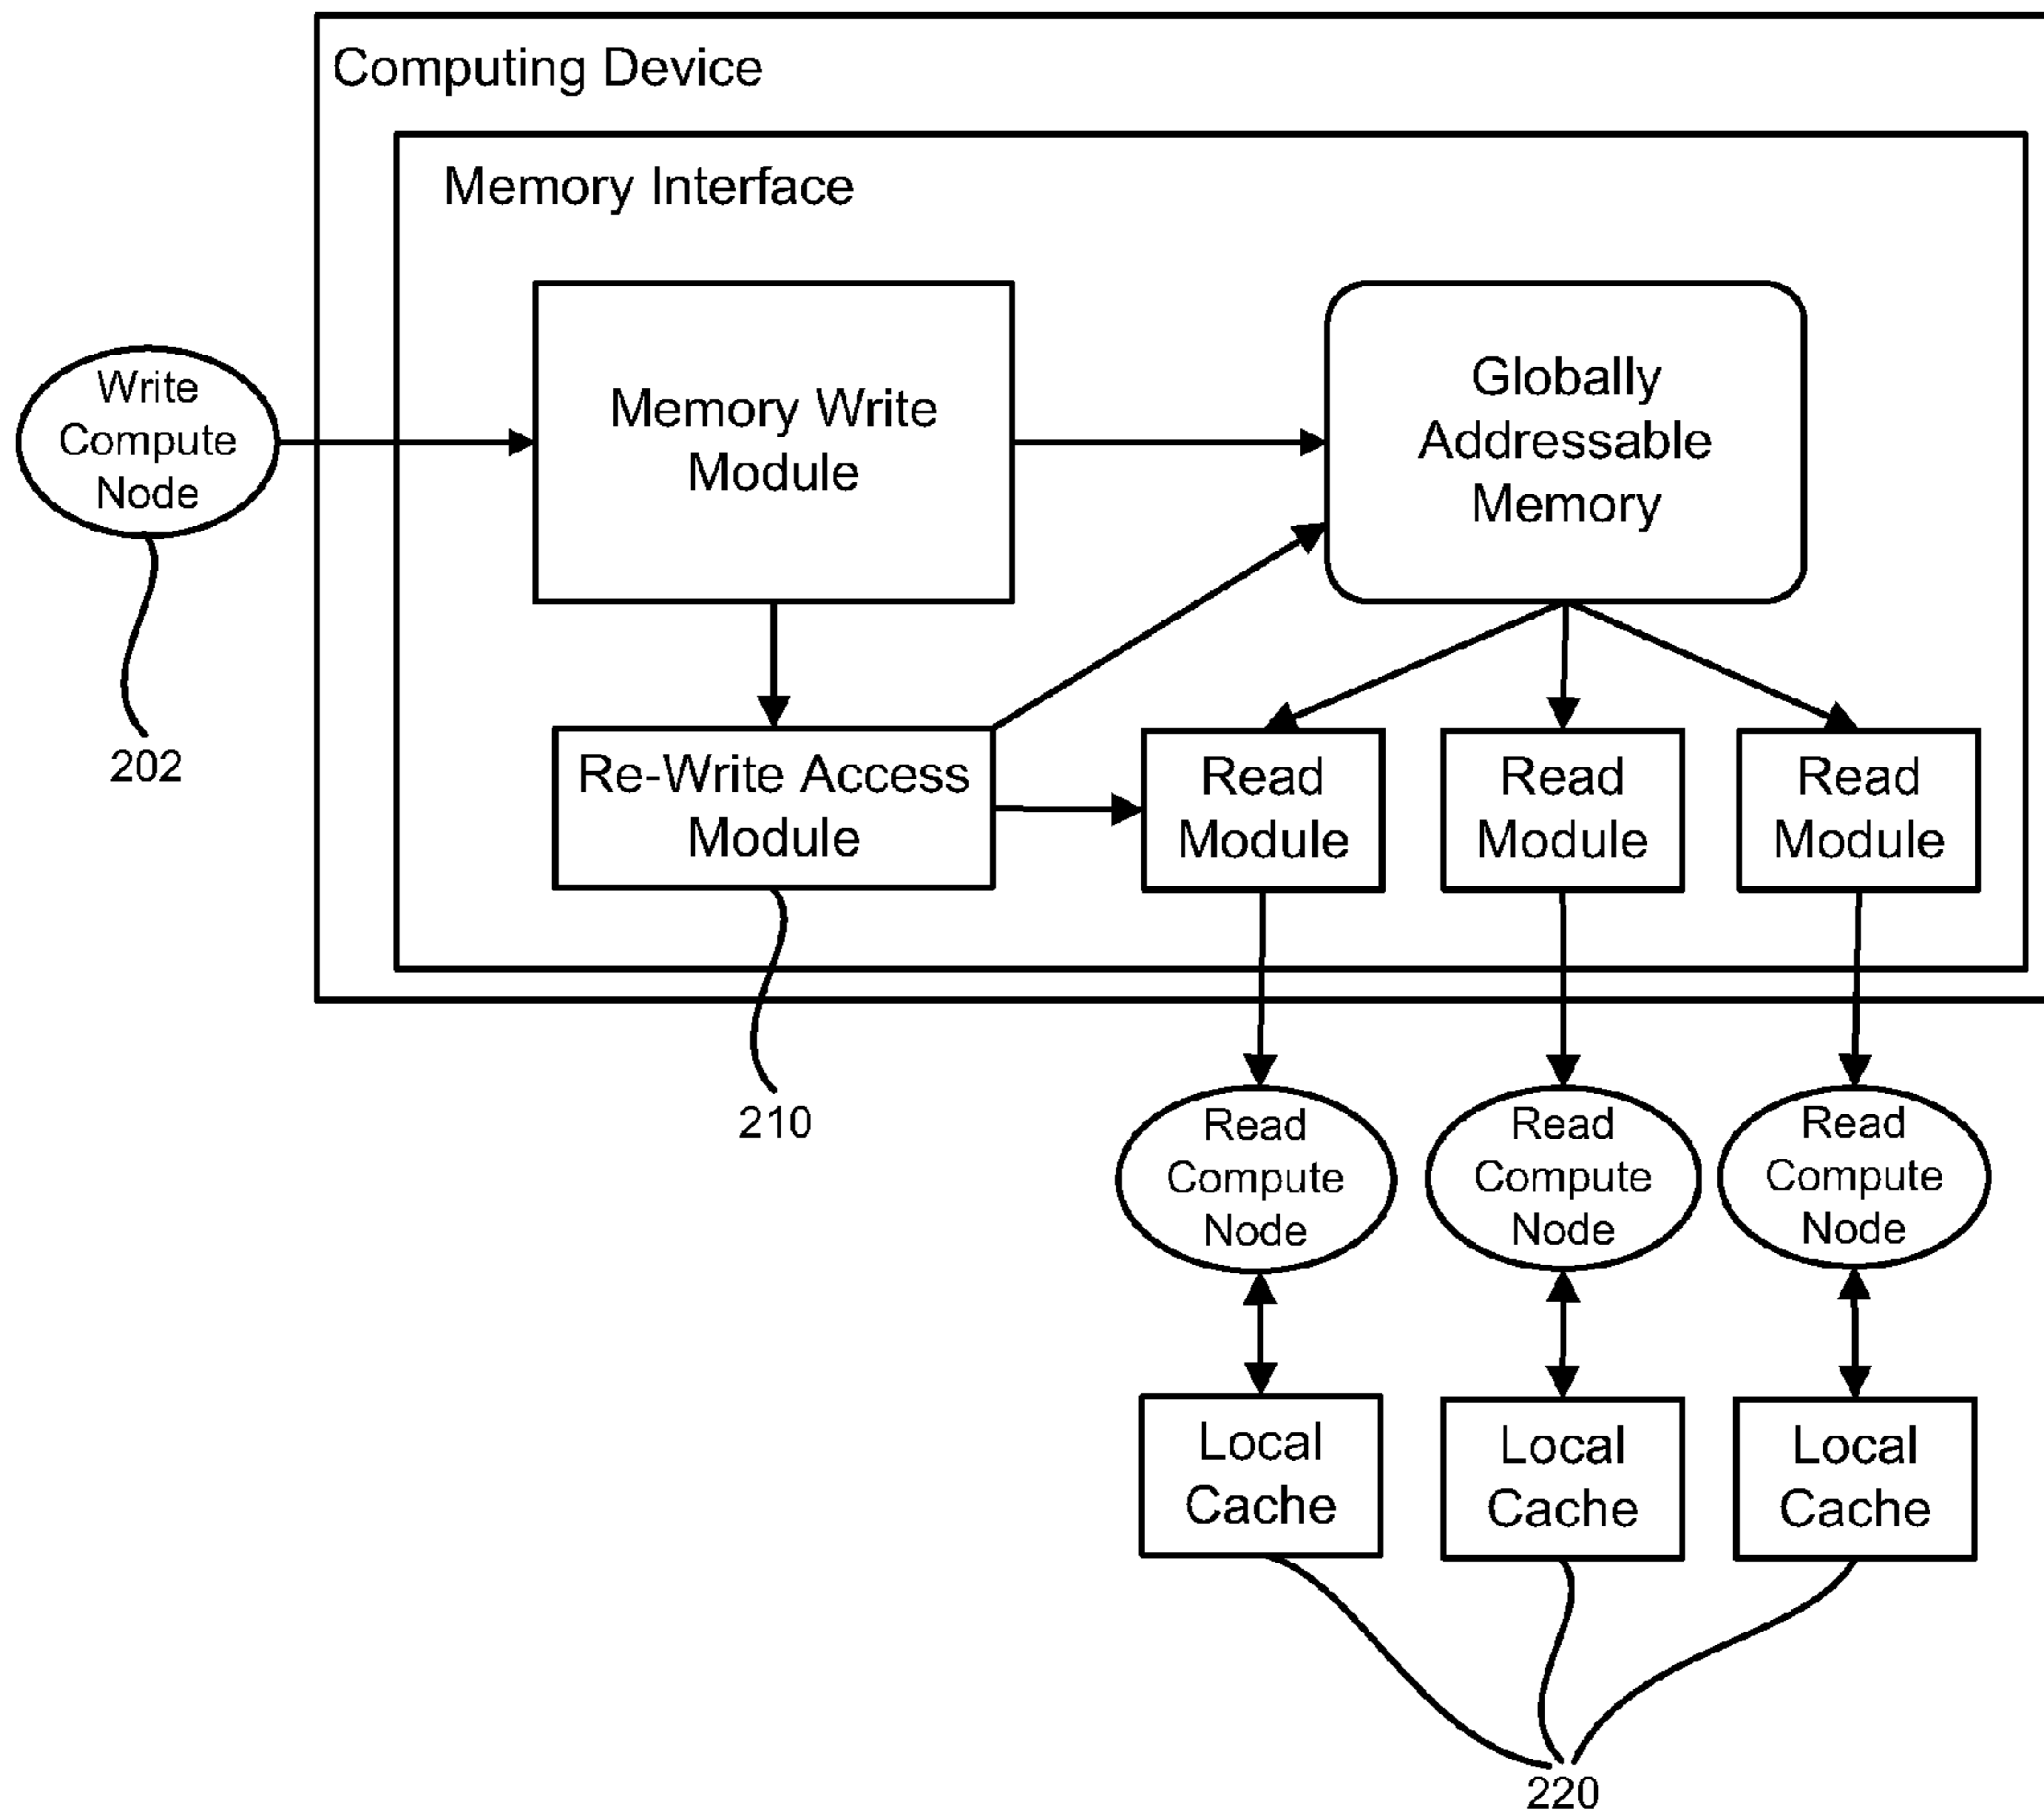 Computing Device
Memory Interface
Write
Compute
Node
Memory Write
Module
Globally
Addressable
Memory
202
Re-Write Access
Module
Read
Module
Read
Module
Read
Module
210
Read
Compute
Node
Read
Compute
Node
Read
Compute
Node
Local
Cache
Local
Cache
Local
Cache
220